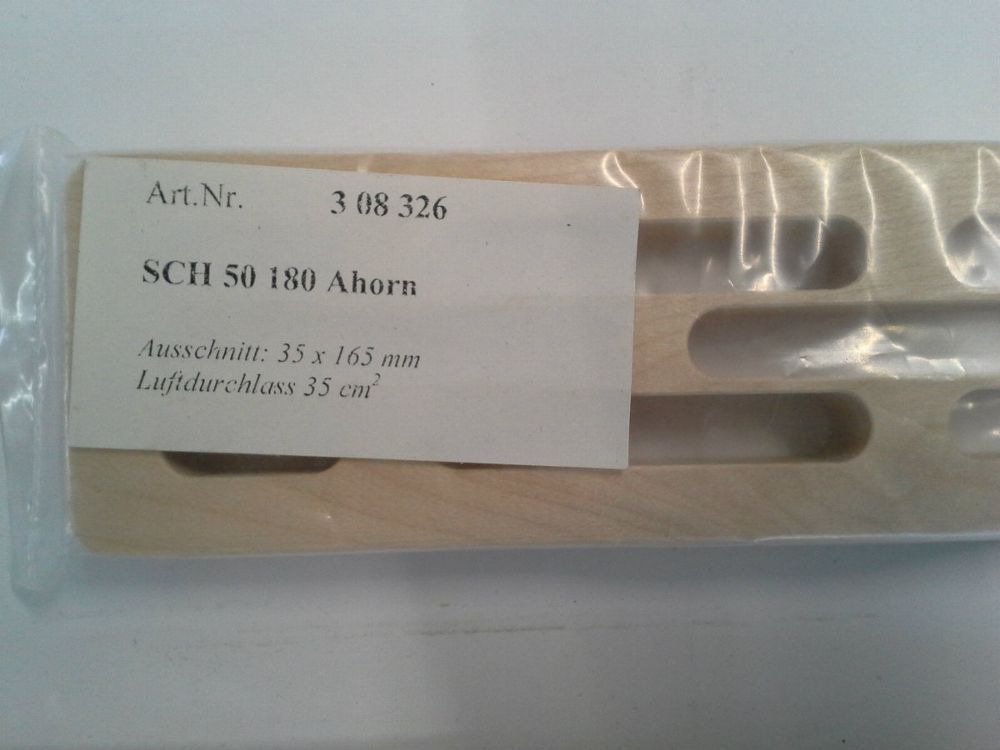 Art.Nr. 3 08 326
SCH 50 180 Ahorn
Ausschnitt: 35 x 165 mm
Luftdurchlass 35 cm²